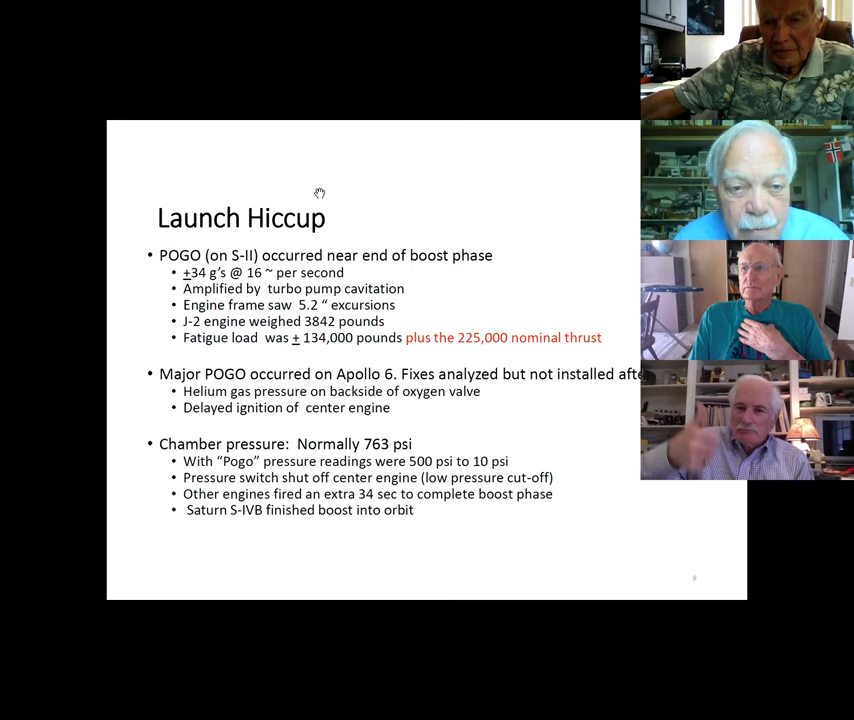 Launch Hiccup
• POGO (on S-II) occurred near end of boost phase
• +34 g's @ 16 ~ per second
• Amplified by turbo pump cavitation
• Engine frame saw 5.2 “ excursions
• J-2 engine weighed 3842 pounds
• Fatigue load was + 134,000 pounds plus the 225,000 nominal thrust
• Major POGO occurred on Apollo 6. Fixes analyzed but not installed afte
• Helium gas pressure on backside of oxygen valve
• Delayed ignition of center engine
• Chamber pressure: Normally 763 psi
• With “Pogo” pressure readings were 500 psi to 10 psi
• Pressure switch shut off center engine (low pressure cut-off)
• Other engines fired an extra 34 sec to complete boost phase
• Saturn S-IVB finished boost into orbit
8